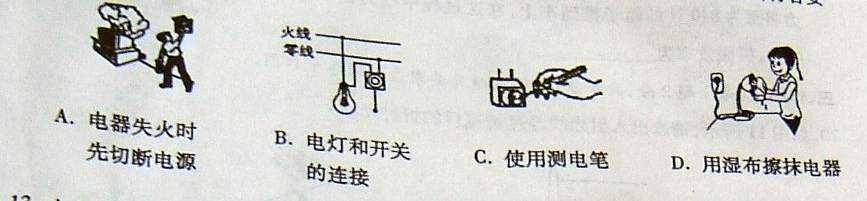 火线
零线
A. 电器失火时
先切断电源
B. 电灯和开关
的连接
C. 使用测电笔
D. 用湿布擦抹电器